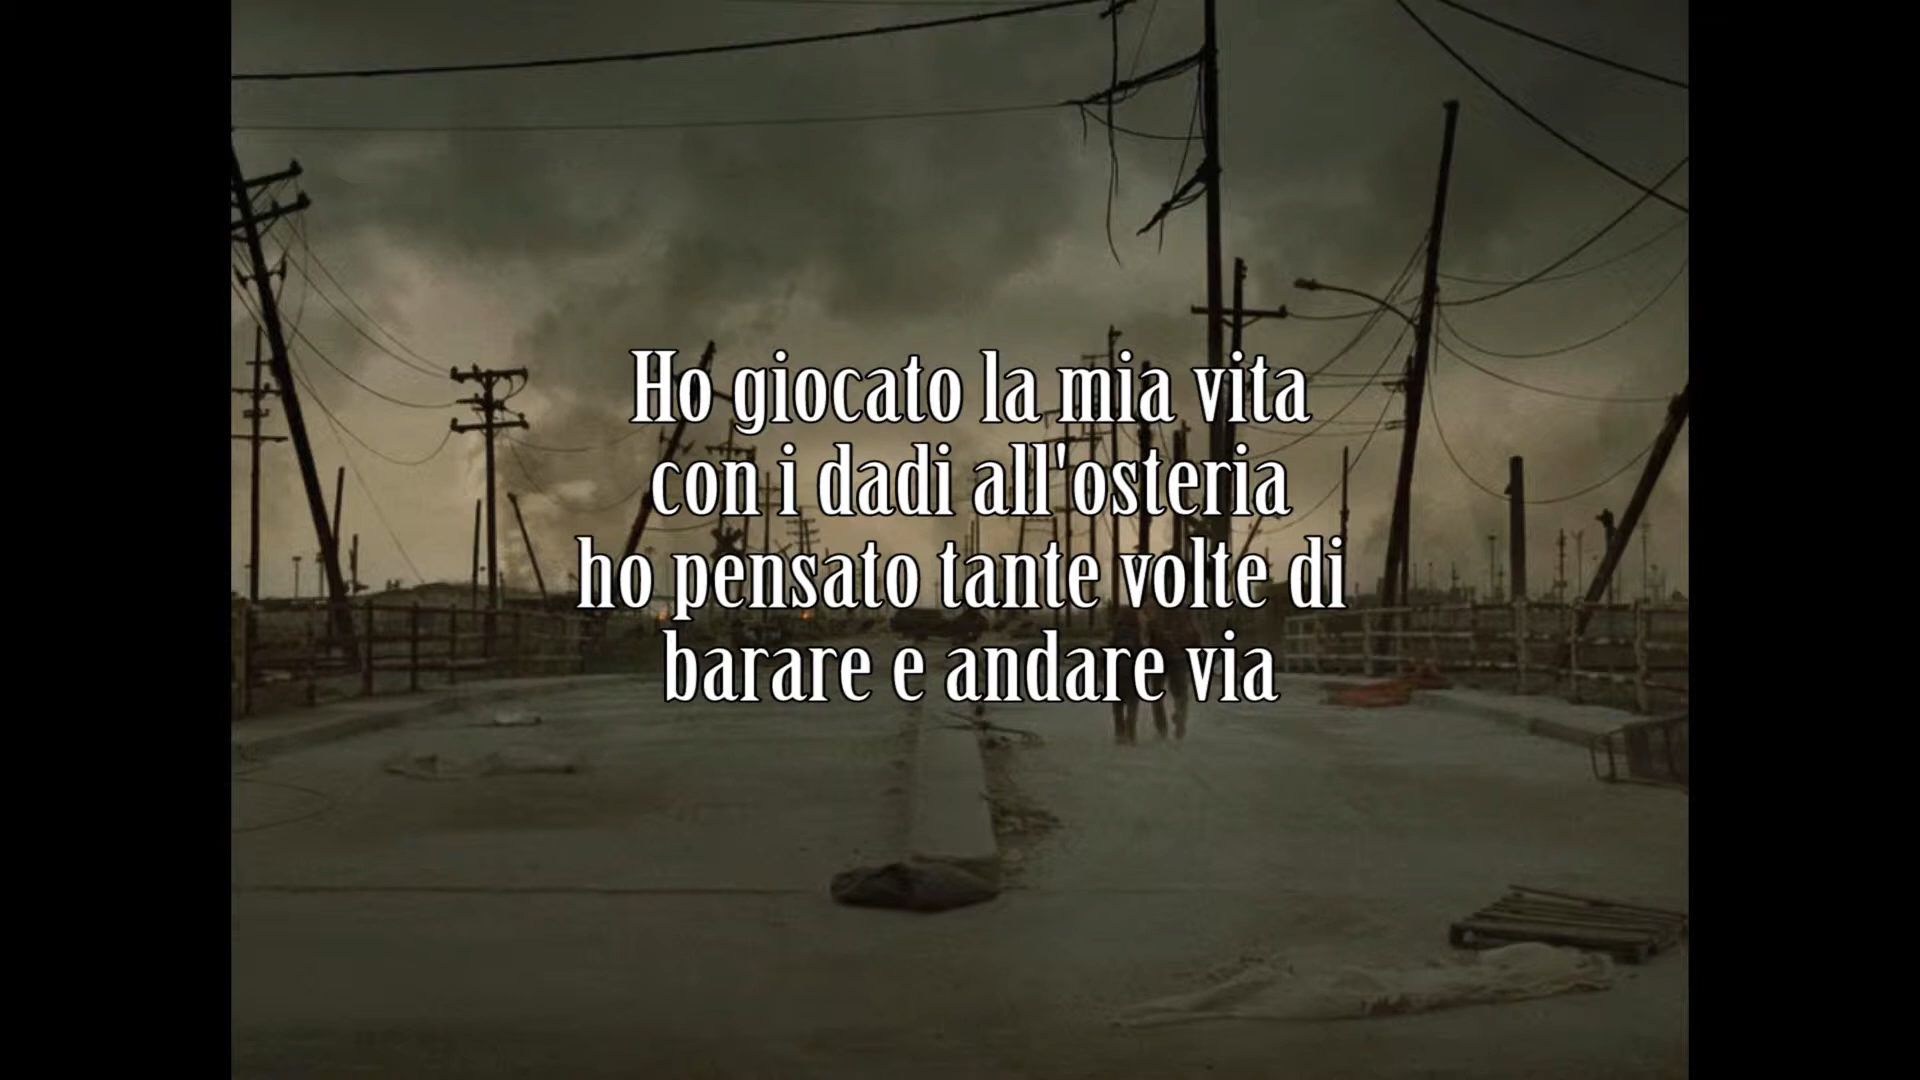 Ho giocato la mia vita
con i dadi all'osteria
ho pensato tante volte di
barare e andare via